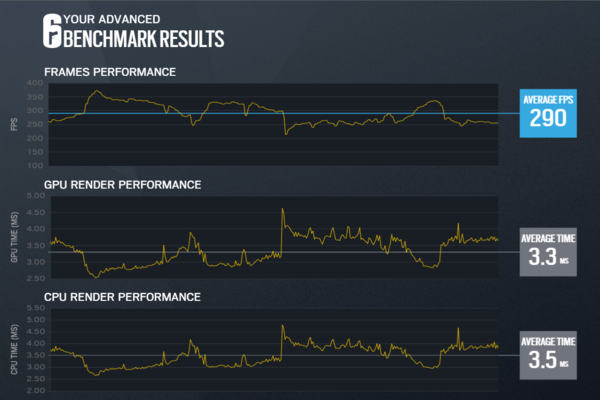 6 YOUR ADVANCED
BENCHMARK RESULTS
FRAMES PERFORMANCE
400
350
300
250
200
150
100
FPS
AVERAGE FPS
290
GPU RENDER PERFORMANCE
5.00
4.50
4.00
3.50
3.00
2.50
GPU TIME (MS)
AVERAGE TIME
3.3 MS
CPU RENDER PERFORMANCE
5.50
5.00
4.50
4.00
3.50
3.00
2.50
2.00
CPU TIME (MS)
AVERAGE TIME
3.5 MS